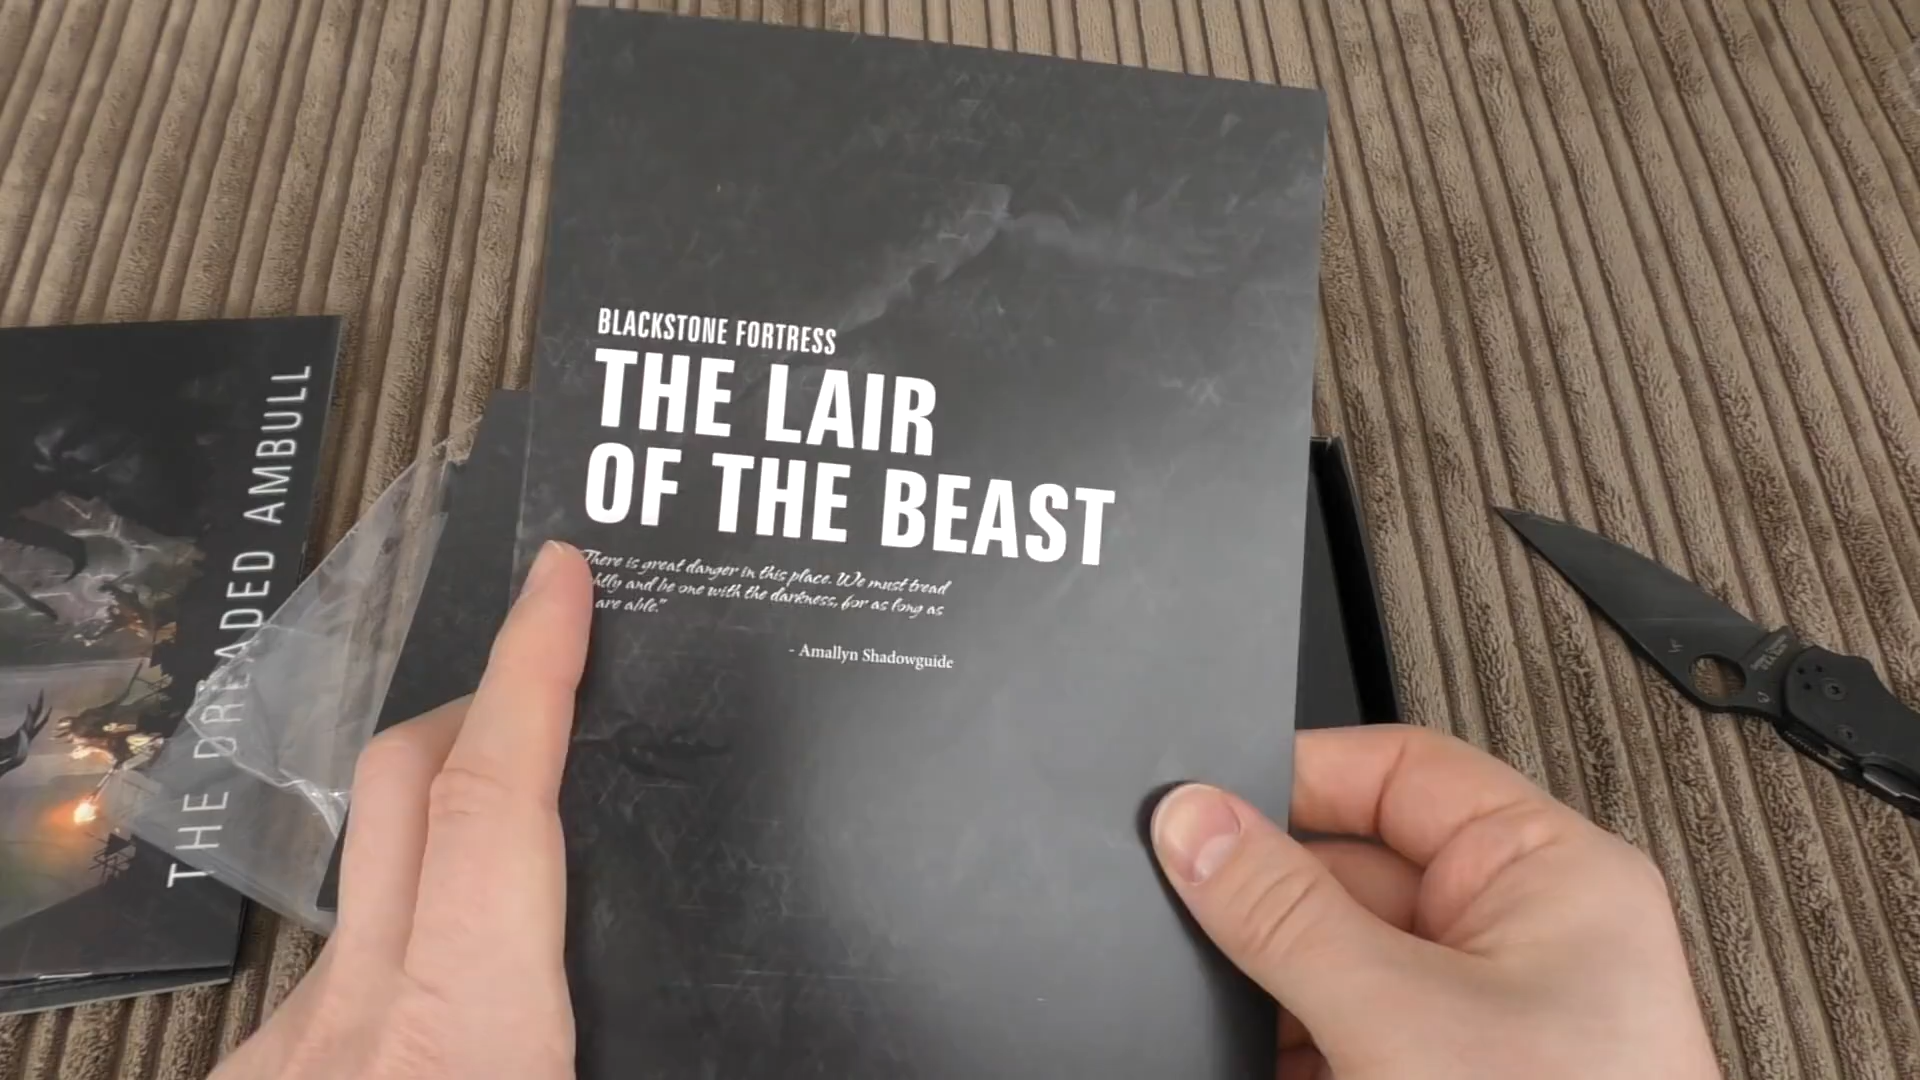 BLACKSTONE FORTRESS
THE LAIR
OF THE BEAST
There is great danger in this place. We must tread
and be one with the darkness, for as long as
are able."
- Amallyn Shadowguide
THE DREADED AMBULL